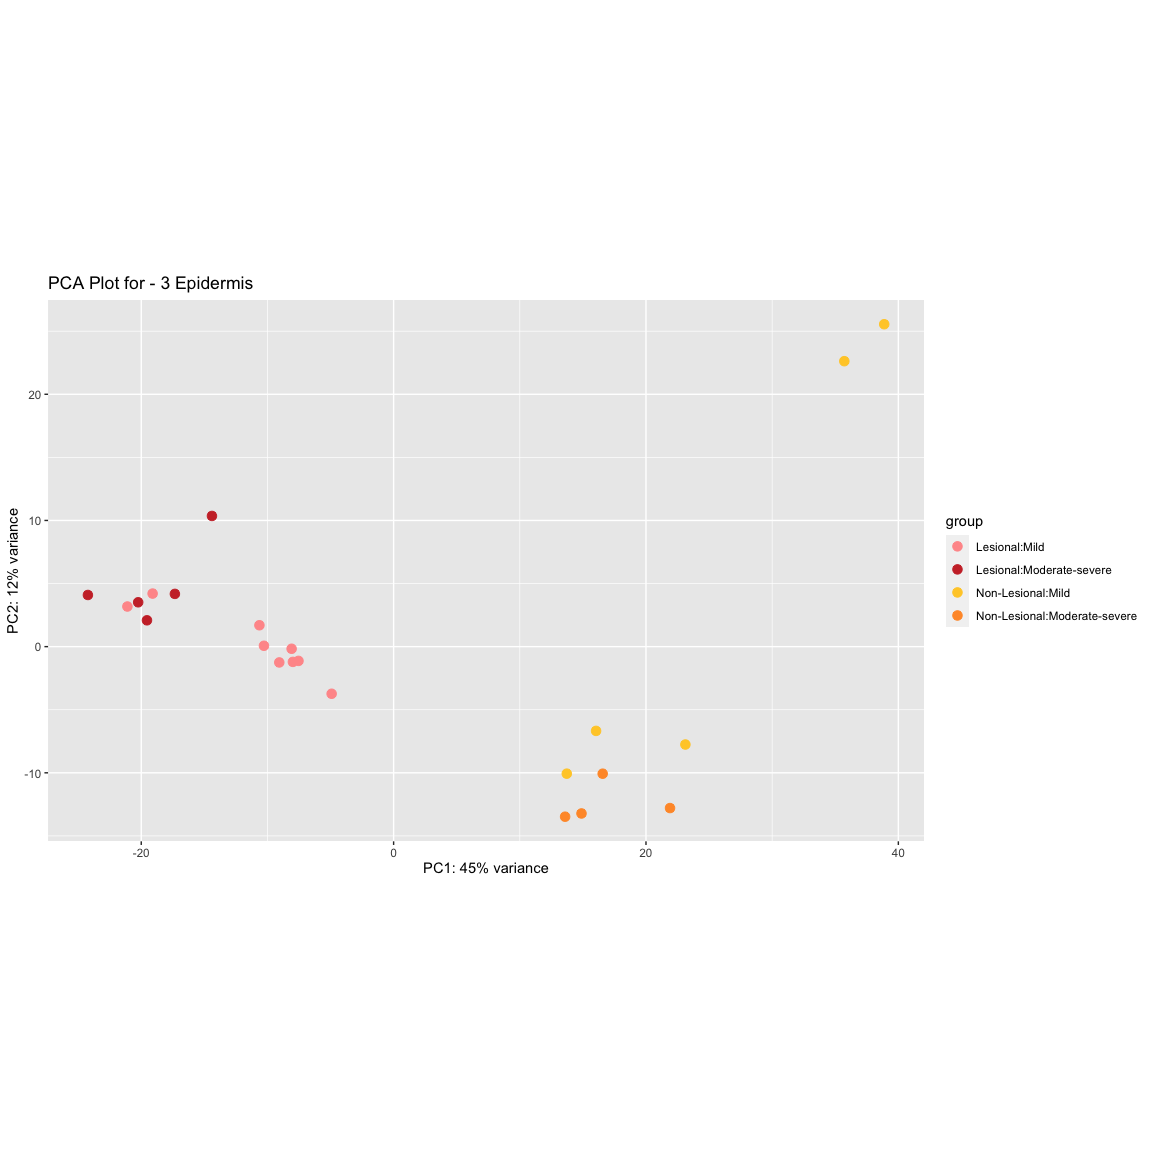 PCA Plot for - 3 Epidermis
20
10
0
-10
PC2: 12% variance
-20
0
20
40
PC1: 45% variance
group
Lesional:Mild
Lesional:Moderate-severe
Non-Lesional:Mild
Non-Lesional:Moderate-severe